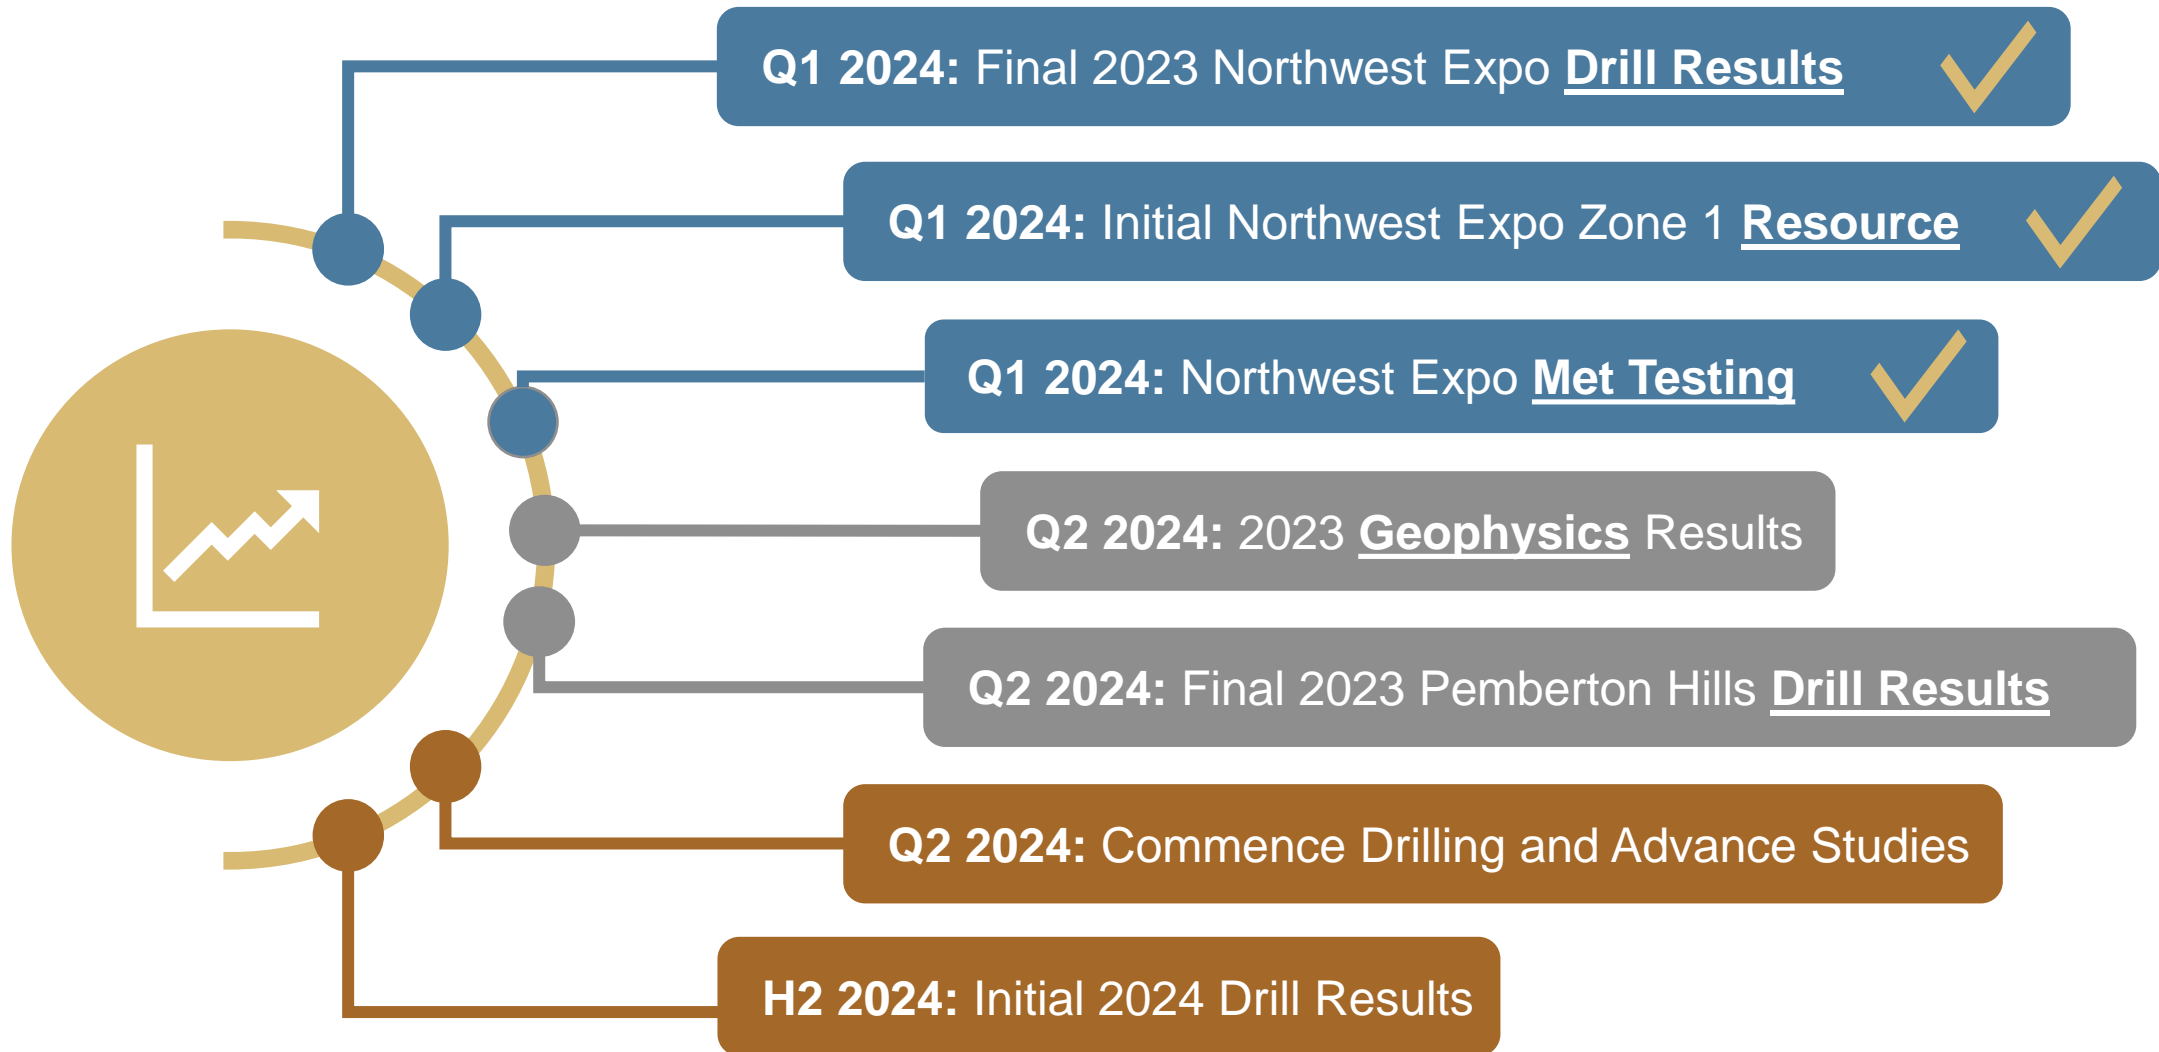 Q1 2024: Final 2023 Northwest Expo Drill Results
Q1 2024: Initial Northwest Expo Zone 1 Resource
Q1 2024: Northwest Expo Met Testing
Q2 2024: 2023 Geophysics Results
Q2 2024: Final 2023 Pemberton Hills Drill Results
Q2 2024: Commence Drilling and Advance Studies
H2 2024: Initial 2024 Drill Results